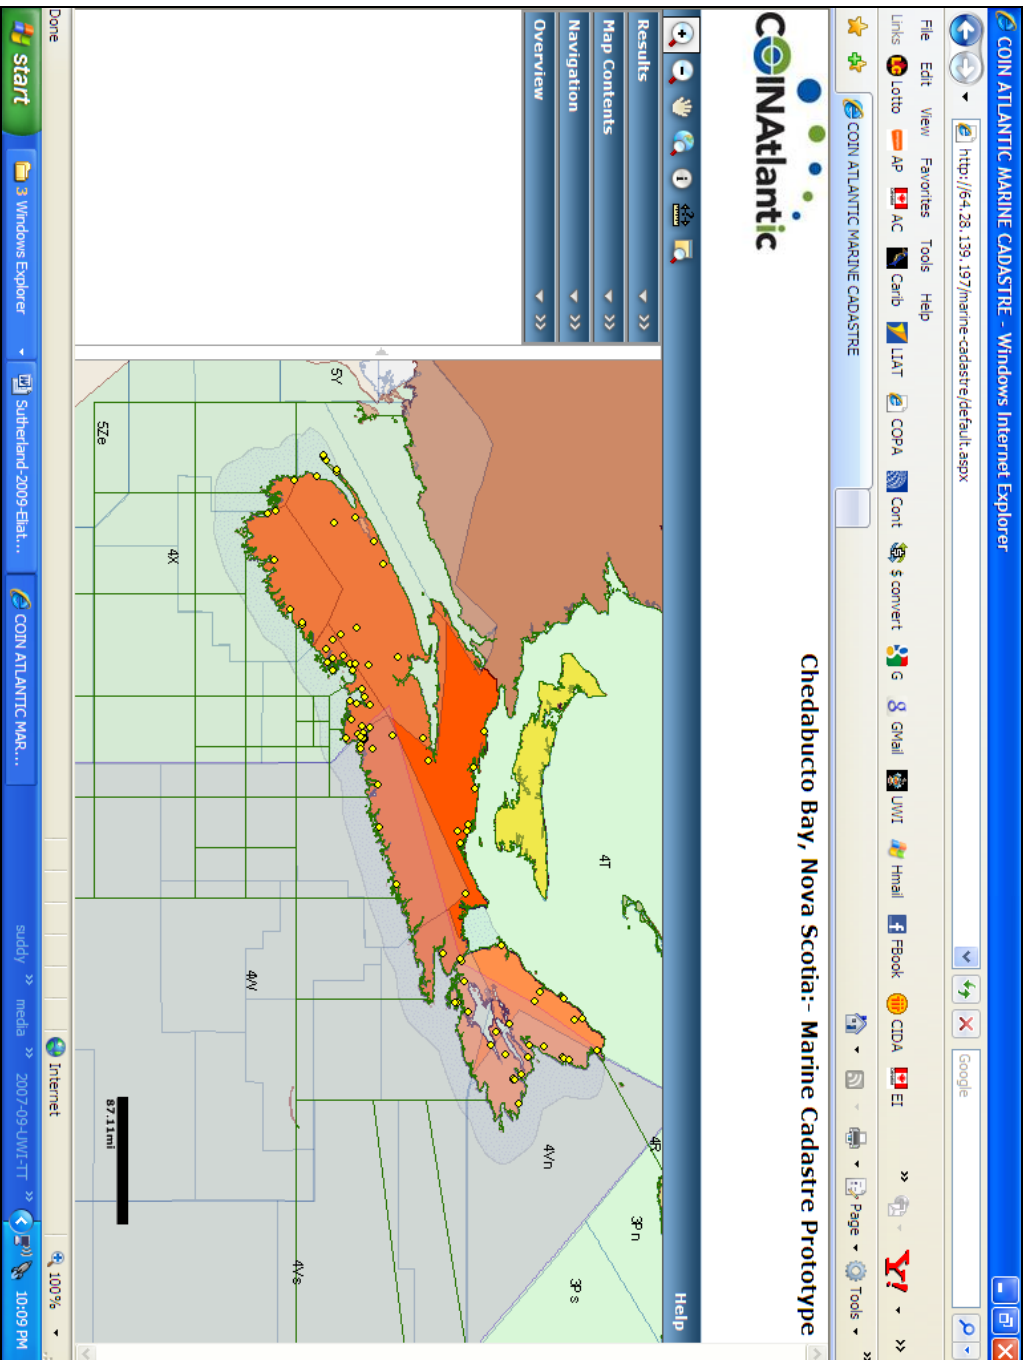 COIN ATLANTIC MARINE CADASTRE - Windows Internet Explorer
http://64.28.139.197/marine-cadastre/default.aspx
Google
File Edit View Favorites Tools Help
Links Lotto AP AC Carib LIAT COPA Cont $ convert G GMail UWI Hmail FBook CIDA EI
COIN ATLANTIC MARINE CADASTRE
Page Tools
COINAtlantic
Chedabucto Bay, Nova Scotia:- Marine Cadastre Prototype
Help
Results
Map Contents
Navigation
Overview
4T
4R
3Pn
5Y
4Vn
3Ps
4X
4W
5Ze
4Vs
87.11mi
Done
Internet
100%
start
3 Windows Explorer
Sutherland-2009-Eliat...
COIN ATLANTIC MAR...
suddy
media
2007-09-UWI-TT
10:09 PM